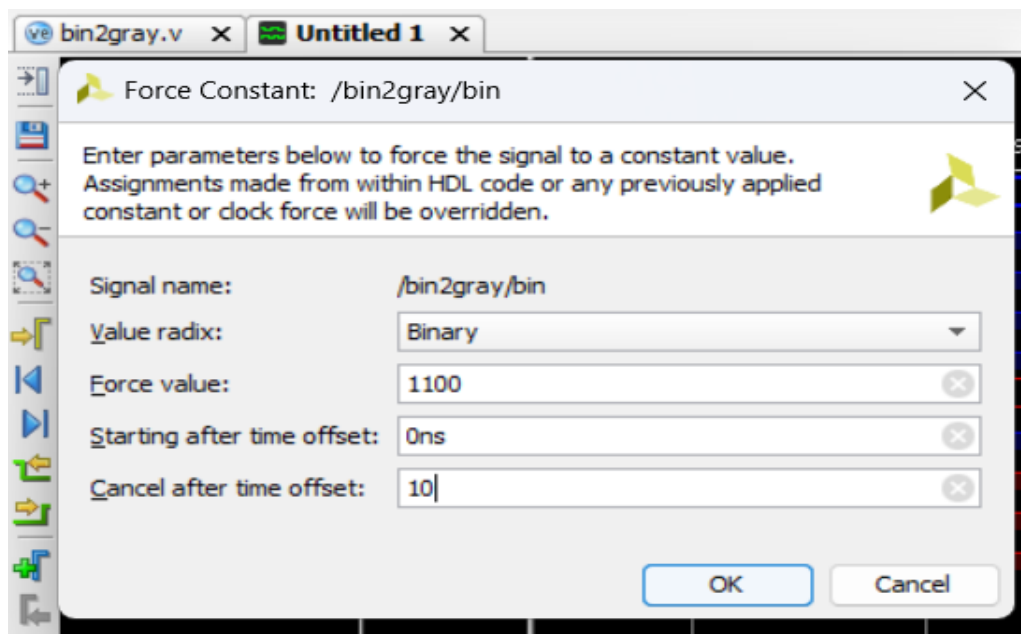 bin2gray.v
Untitled 1
Force Constant: /bin2gray/bin
Enter parameters below to force the signal to a constant value.
Assignments made from within HDL code or any previously applied
constant or clock force will be overridden.
Signal name: /bin2gray/bin
Value radix: Binary
Force value: 1100
Starting after time offset: 0ns
Cancel after time offset: 10
OK Cancel